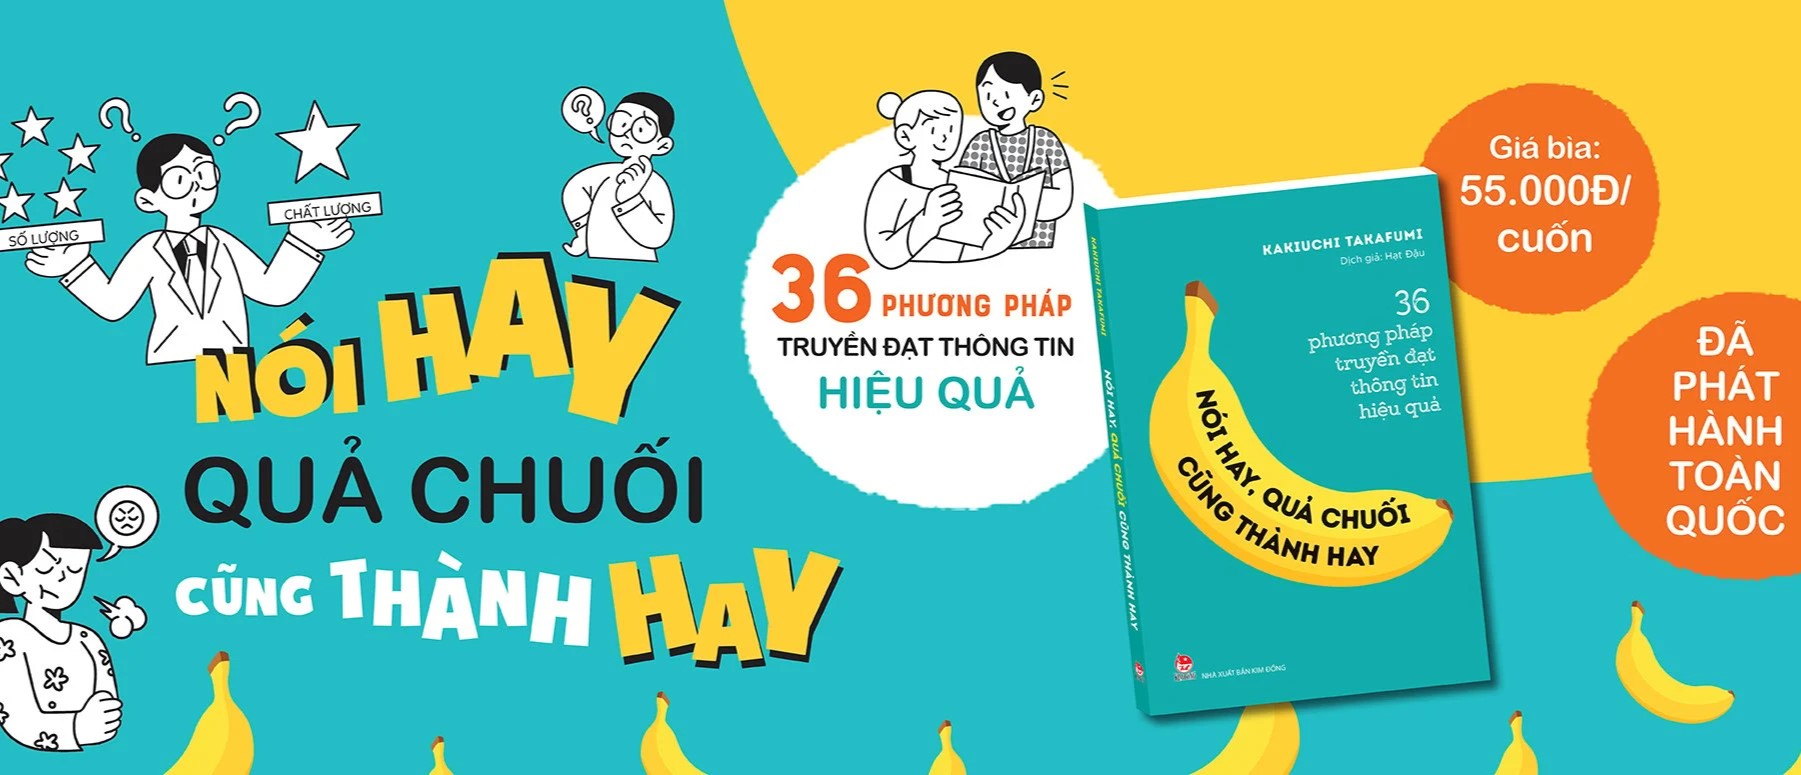 SỐ LƯỢNG
CHẤT LƯỢNG
NÓI HAY
QUẢ CHUỐI
CŨNG THÀNH HAY
36 PHƯƠNG PHÁP
TRUYỀN ĐẠT THÔNG TIN
HIỆU QUẢ
KAKIUCHI TAKAFUMI
NÓI HAY, QUẢ CHUỐI CŨNG THÀNH HAY
KAKIUCHI TAKAFUMI
Dịch giả: Hạt Đậu
36
phương pháp
truyền đạt
thông tin
hiệu quả
NÓI HAY, QUẢ CHUỐI
CŨNG THÀNH HAY
NHÀ XUẤT BẢN KIM ĐỒNG
Giá bìa:
55.000Đ/
cuốn
ĐÃ
PHÁT
HÀNH
TOÀN
QUỐC